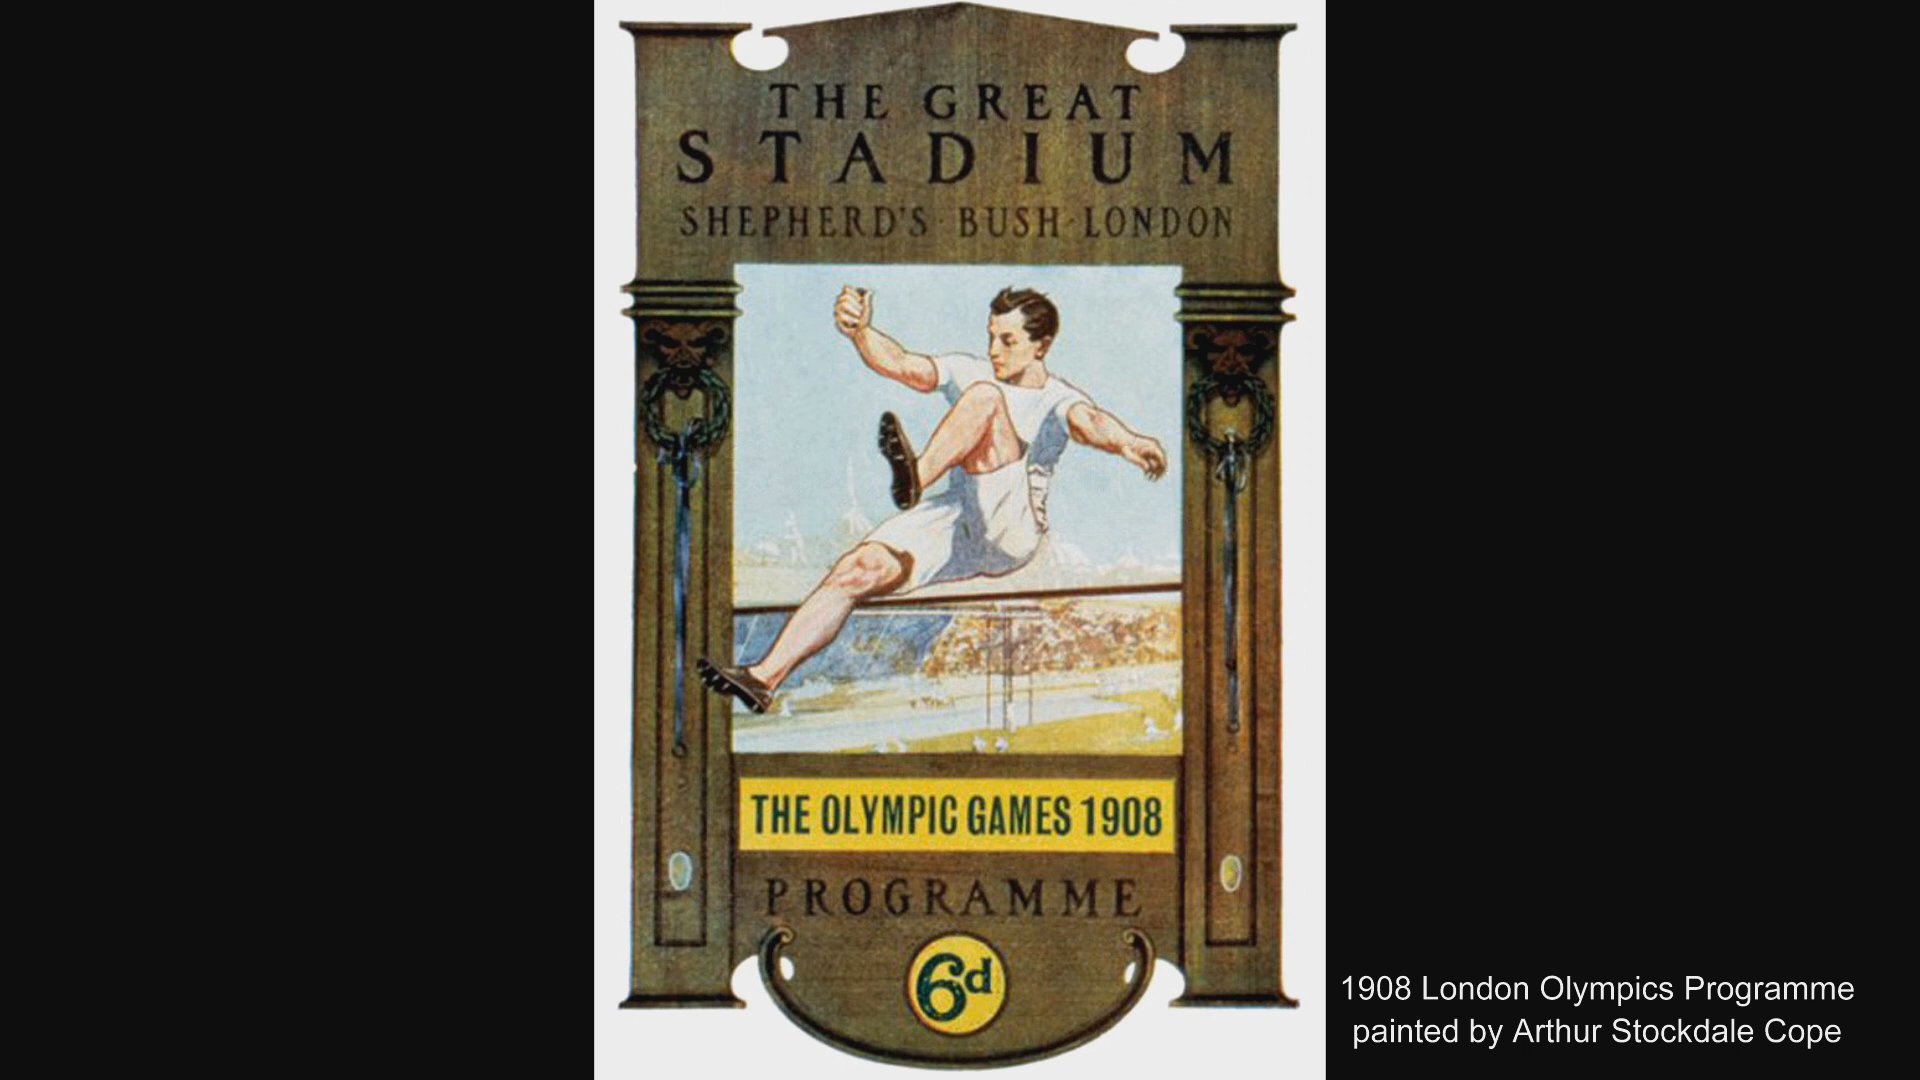 THE GREAT
STADIUM
SHEPHERD'S · BUSH · LONDON
THE OLYMPIC GAMES 1908
PROGRAMME
6d
1908 London Olympics Programme
painted by Arthur Stockdale Cope